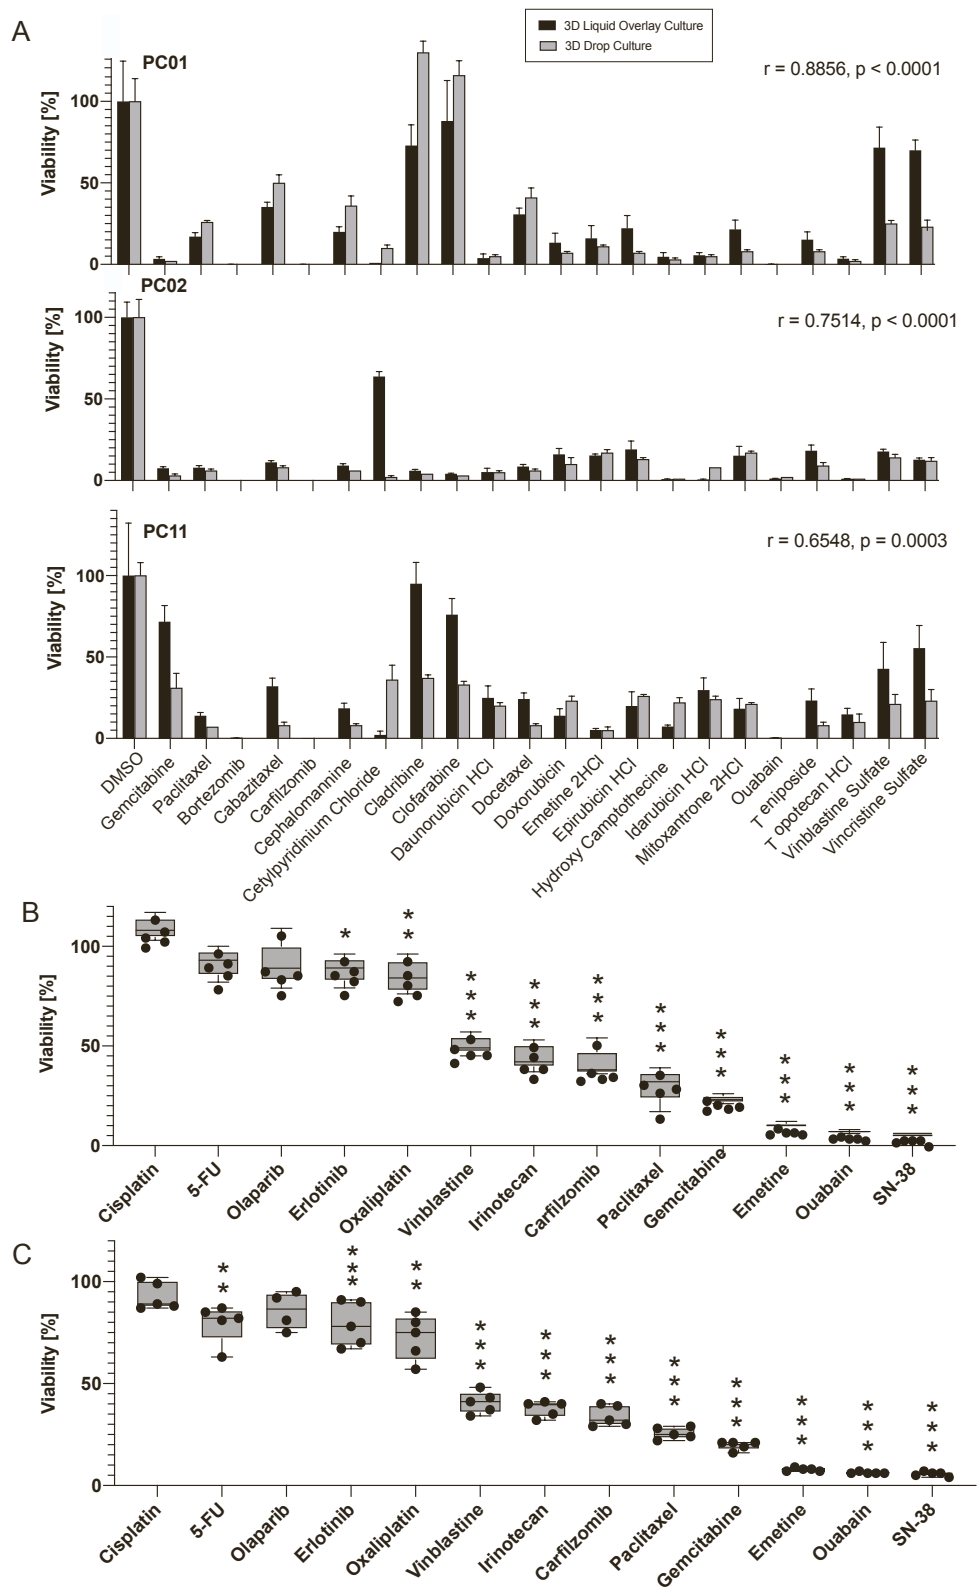 A
3D Liquid Overlay Culture
3D Drop Culture
PC01
r = 0.8856, p < 0.0001
Viability [%]
100
50
0
PC02
r = 0.7514, p < 0.0001
Viability [%]
100
50
0
PC11
r = 0.6548, p = 0.0003
Viability [%]
100
50
0
DMSO
Gemcitabine
Paclitaxel
Bortezomib
Cabazitaxel
Carfilzomib
Cephalomannine
Cetylpyridinium Chloride
Cladribine
Clofarabine
Daunorubicin HCl
Docetaxel
Doxorubicin
Emetine 2HCl
Epirubicin HCl
Hydroxy Camptothecine
Idarubicin HCl
Mitoxantrone 2HCl
Ouabain
T eniposide
T opotecan HCl
Vinblastine Sulfate
Vincristine Sulfate
B
Viability [%]
100
50
0
*
* *
* * *
* * *
* * *
* * *
* * *
* * *
* * *
* * *
Cisplatin
5-FU
Olaparib
Erlotinib
Oxaliplatin
Vinblastine
Irinotecan
Carfilzomib
Paclitaxel
Gemcitabine
Emetine
Ouabain
SN-38
C
Viability [%]
100
50
0
* *
* * *
* *
* * *
* * *
* * *
* * *
* * *
* * *
* * *
* * *
Cisplatin
5-FU
Olaparib
Erlotinib
Oxaliplatin
Vinblastine
Irinotecan
Carfilzomib
Paclitaxel
Gemcitabine
Emetine
Ouabain
SN-38